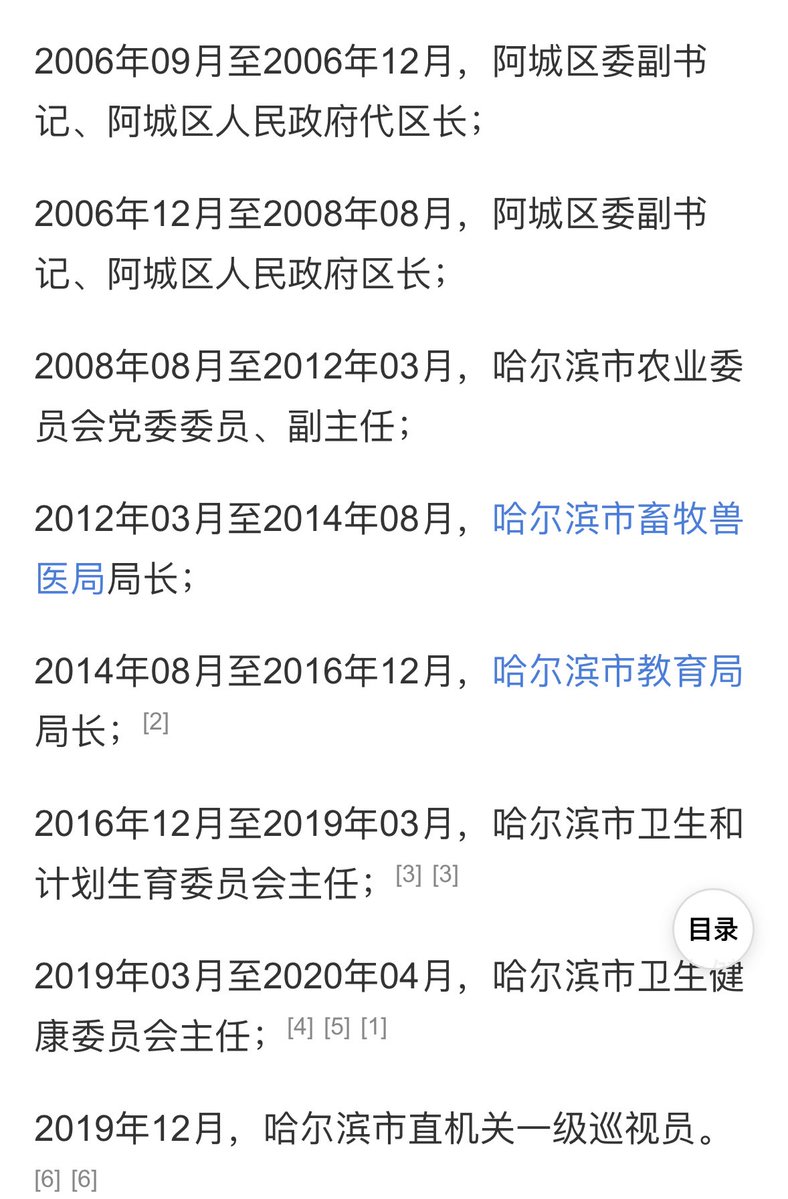 2006年09月至2006年12月，阿城区委副书
记、阿城区人民政府代区长；
2006年12月至2008年08月，阿城区委副书
记、阿城区人民政府区长；
2008年08月至2012年03月，哈尔滨市农业委
员会党委委员、副主任；
2012年03月至2014年08月，哈尔滨市畜牧兽
医局局长；
2014年08月至2016年12月，哈尔滨市教育局
局长； [2]
2016年12月至2019年03月，哈尔滨市卫生和
计划生育委员会主任； [3] [3]
目录
2019年03月至2020年04月，哈尔滨市卫生健
康委员会主任； [4] [5] [1]
2019年12月，哈尔滨市直机关一级巡视员。
[6] [6]